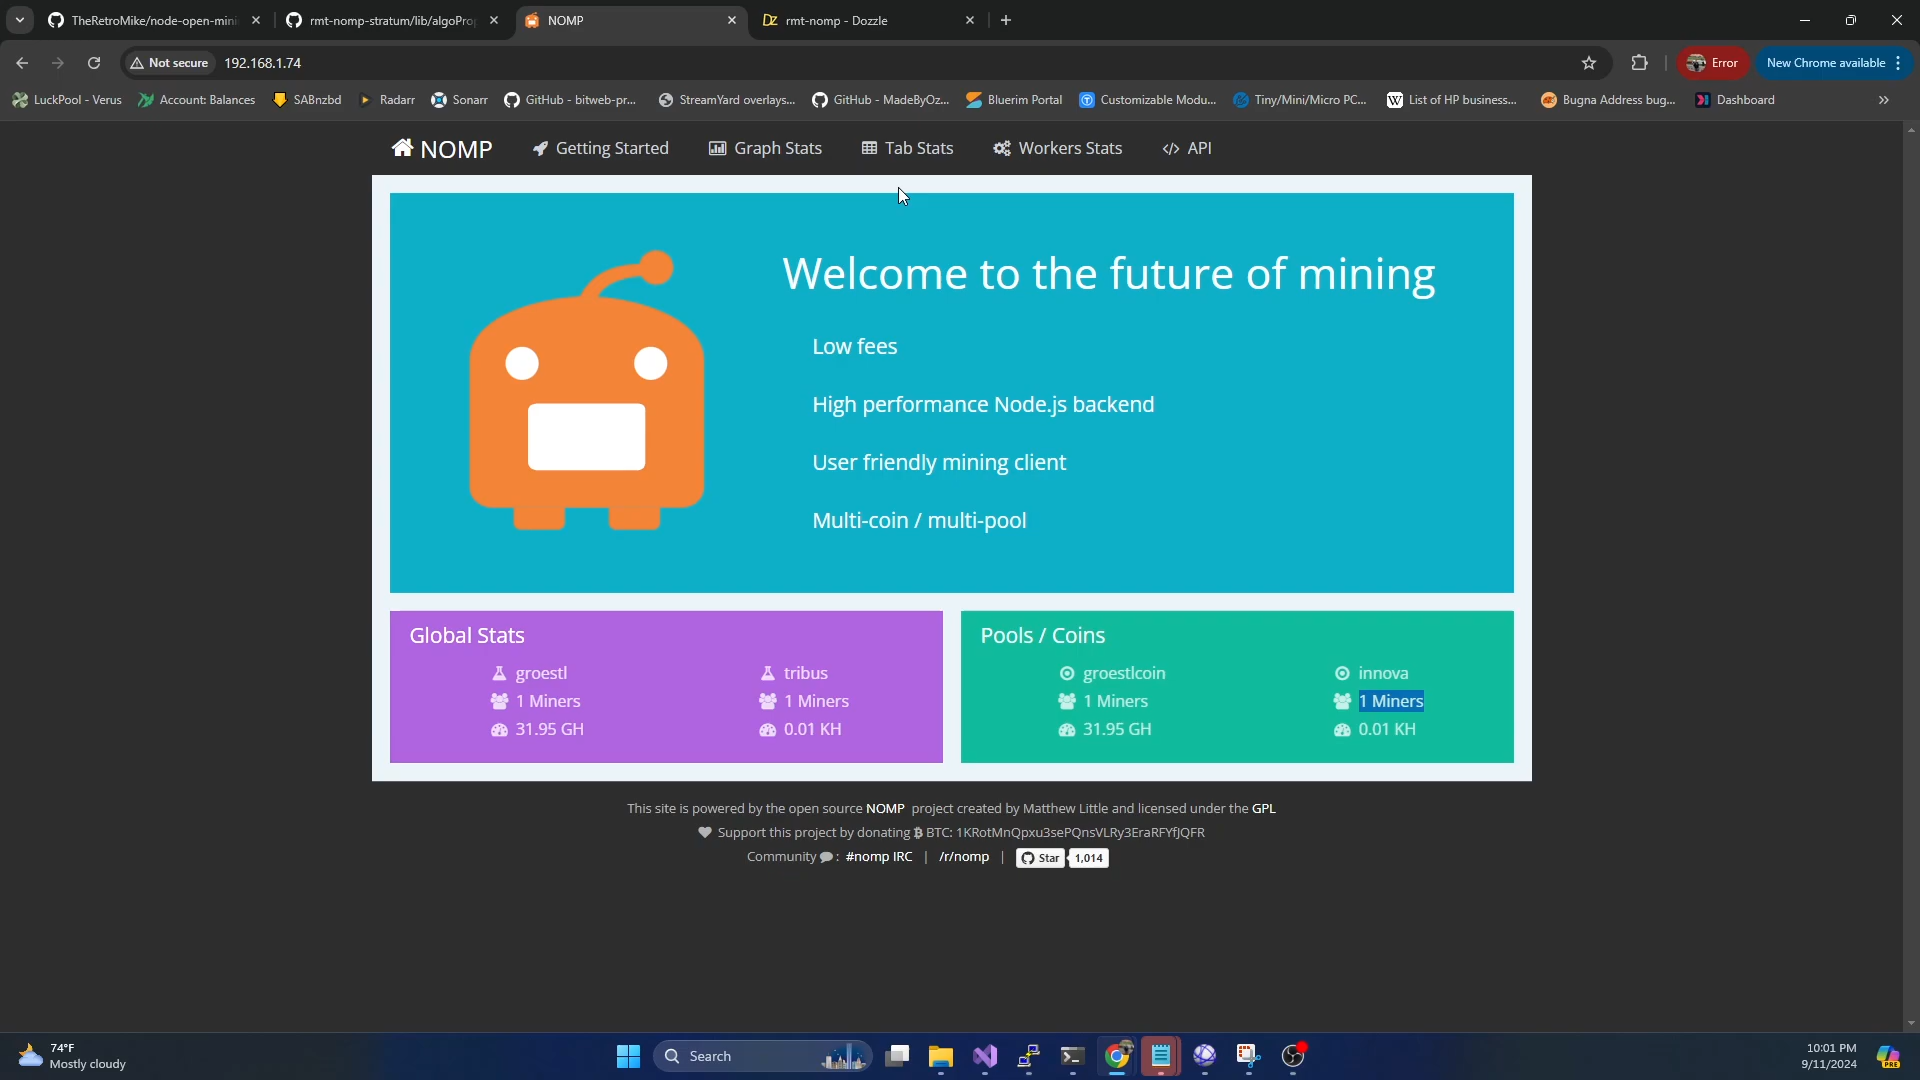 TheRetroMike/node-open-mini
rmt-nomp-stratum/lib/algoProp
NOMP
rmt-nomp - Dozzle
Not secure
192.168.1.74
Error
New Chrome available
LuckPool - Verus
Account: Balances
SABnzbd
Radarr
Sonarr
GitHub - bitweb-pr...
StreamYard overlays...
GitHub - MadeByOz...
Bluerim Portal
Customizable Modu...
Tiny/Mini/Micro PC...
List of HP business...
Bugna Address bug...
Dashboard
NOMP
Getting Started
Graph Stats
Tab Stats
Workers Stats
API
Welcome to the future of mining
Low fees
High performance Node.js backend
User friendly mining client
Multi-coin / multi-pool
Global Stats
groestl
tribus
1 Miners
1 Miners
31.95 GH
0.01 KH
Pools / Coins
groestlcoin
innova
1 Miners
1 Miners
31.95 GH
0.01 KH
This site is powered by the open source NOMP project created by Matthew Little and licensed under the GPL
Support this project by donating BTC: 1KRotMnQpxu3sePQnsVLRy3EraRFYfJQFR
Community : #nomp IRC | /r/nomp | Star 1,014
74°F
Mostly cloudy
Search
10:01 PM
9/11/2024
PRE